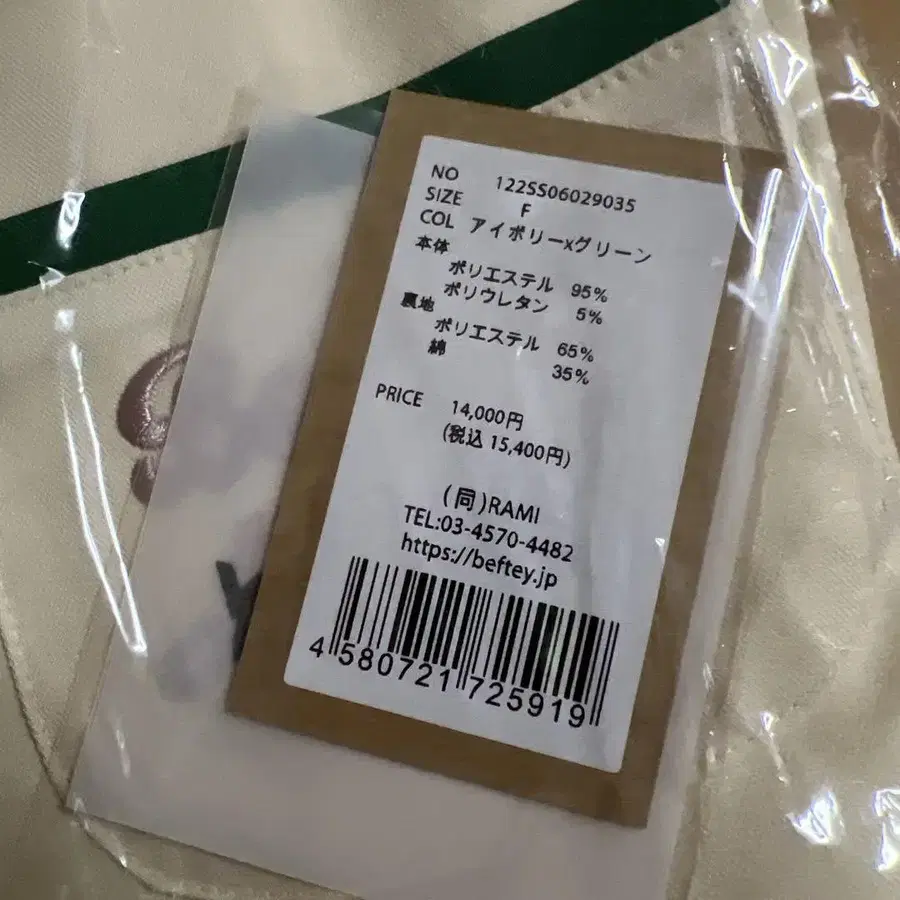 NO 122SS06029035
SIZE F
COL アイボリーxグリーン
本体
ポリエステル 95%
ポリウレタン 5%
裏地
ポリエステル 65%
綿 35%
PRICE 14,000円
(税込 15,400円)
(同)RAMI
TEL:03-4570-4482
https://beftey.jp
4 580721 725919